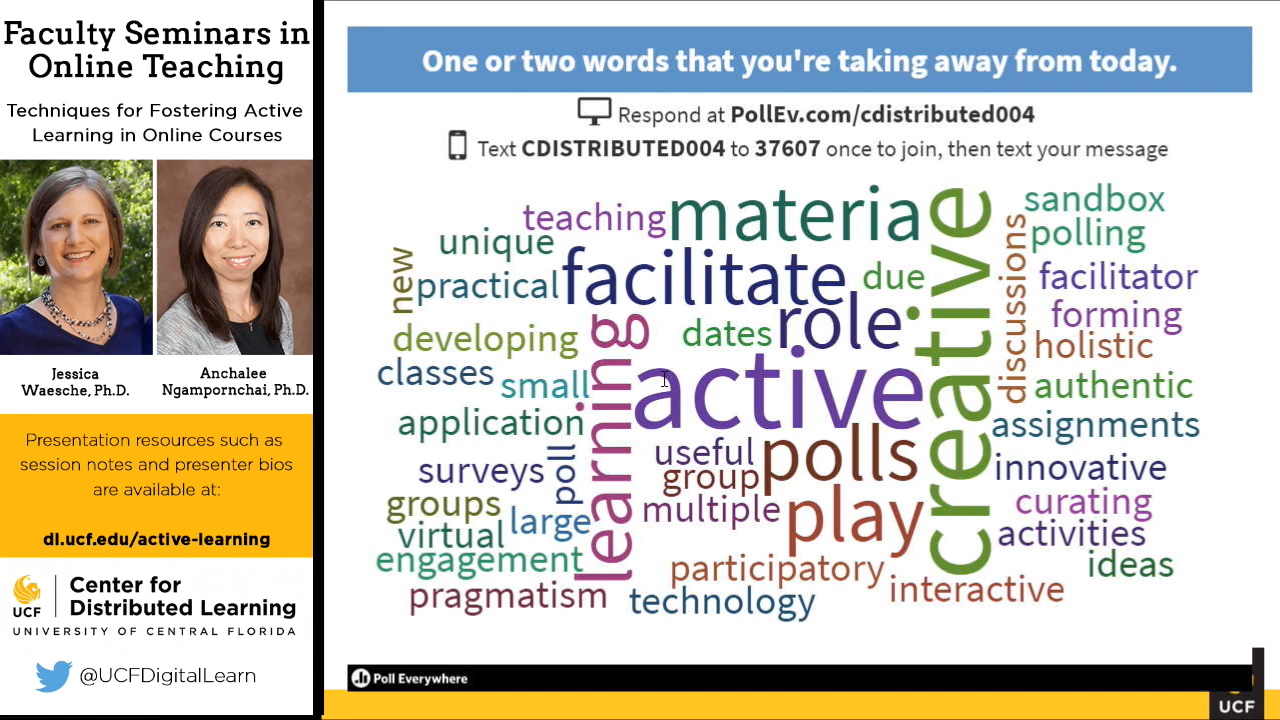 Faculty Seminars in
Online Teaching
Techniques for Fostering Active
Learning in Online Courses
Jessica
Waesche, Ph.D.
Anchalee
Ngampornchai, Ph.D.
Presentation resources such as
session notes and presenter bios
are available at:
dl.ucf.edu/active-learning
UCF
Center for
Distributed Learning
UNIVERSITY OF CENTRAL FLORIDA
@UCFDigitalLearn
One or two words that you're taking away from today.
Respond at PollEv.com/cdistributed004
Text CDISTRIBUTED004 to 37607 once to join, then text your message
teaching
materia
creative
sandbox
unique
discussions
polling
new
practical
facilitate
due
facilitator
developing
learning
dates
role
forming
holistic
classes
small
active
authentic
application
assignments
surveys
poll
useful
polls
innovative
groups
group
curating
virtual
large
multiple
play
activities
engagement
participatory
ideas
pragmatism
technology
interactive
Poll Everywhere
UCF